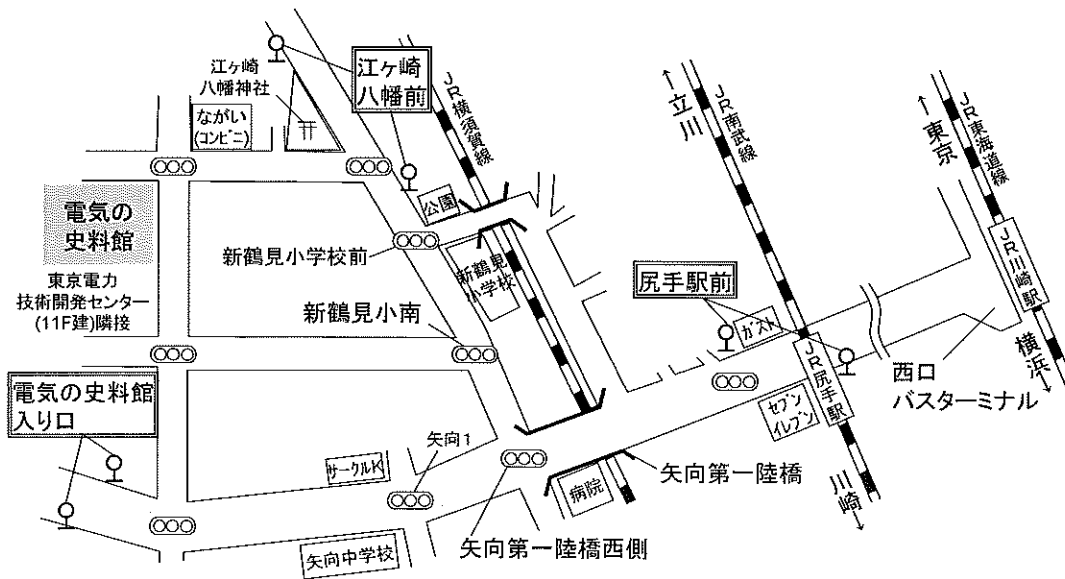 江ヶ崎
八幡神社
江ヶ崎
八幡前
ながい
(コンビニ)
JR横須賀線
↑立川
JR南武線
↑東京
JR東海道線
電気の
史料館
東京電力
技術開発センター
(11F建)隣接
公園
新鶴見小学校前
新鶴見
小学校
新鶴見小南
尻手駅前
ガスト
JR川崎駅
横浜↓
西口
バスターミナル
電気の史料館
入り口
JR尻手駅
セブン
イレブン
矢向1
サークルK
病院
矢向第一陸橋
川崎↓
矢向第一陸橋西側
矢向中学校